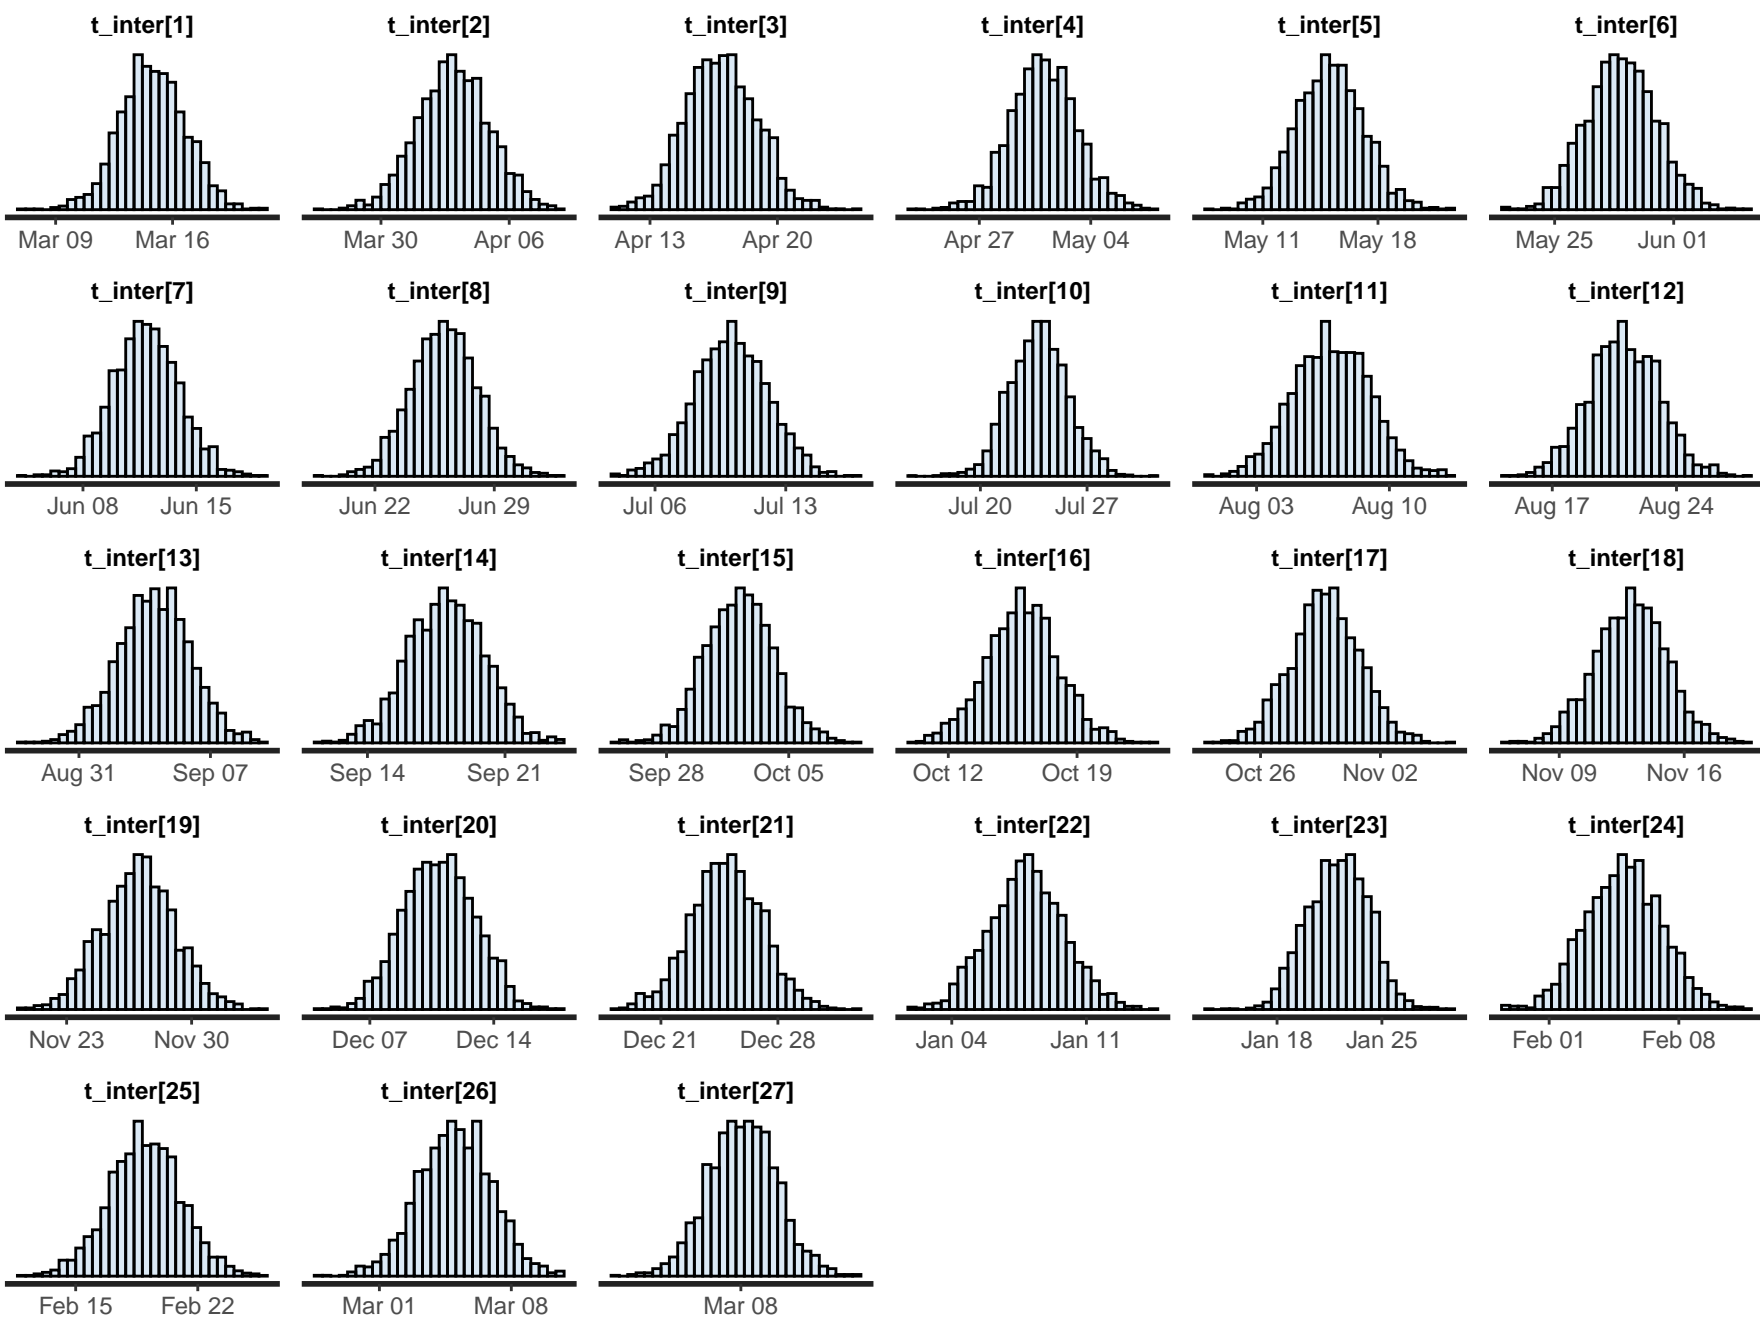 t_inter[1] t_inter[2] t_inter[3] t_inter[4] t_inter[5] t_inter[6]
Mar 09 Mar 16 Mar 30 Apr 06 Apr 13 Apr 20 Apr 27 May 04 May 11 May 18 May 25 Jun 01
t_inter[7] t_inter[8] t_inter[9] t_inter[10] t_inter[11] t_inter[12]
Jun 08 Jun 15 Jun 22 Jun 29 Jul 06 Jul 13 Jul 20 Jul 27 Aug 03 Aug 10 Aug 17 Aug 24
t_inter[13] t_inter[14] t_inter[15] t_inter[16] t_inter[17] t_inter[18]
Aug 31 Sep 07 Sep 14 Sep 21 Sep 28 Oct 05 Oct 12 Oct 19 Oct 26 Nov 02 Nov 09 Nov 16
t_inter[19] t_inter[20] t_inter[21] t_inter[22] t_inter[23] t_inter[24]
Nov 23 Nov 30 Dec 07 Dec 14 Dec 21 Dec 28 Jan 04 Jan 11 Jan 18 Jan 25 Feb 01 Feb 08
t_inter[25] t_inter[26] t_inter[27]
Feb 15 Feb 22 Mar 01 Mar 08 Mar 08